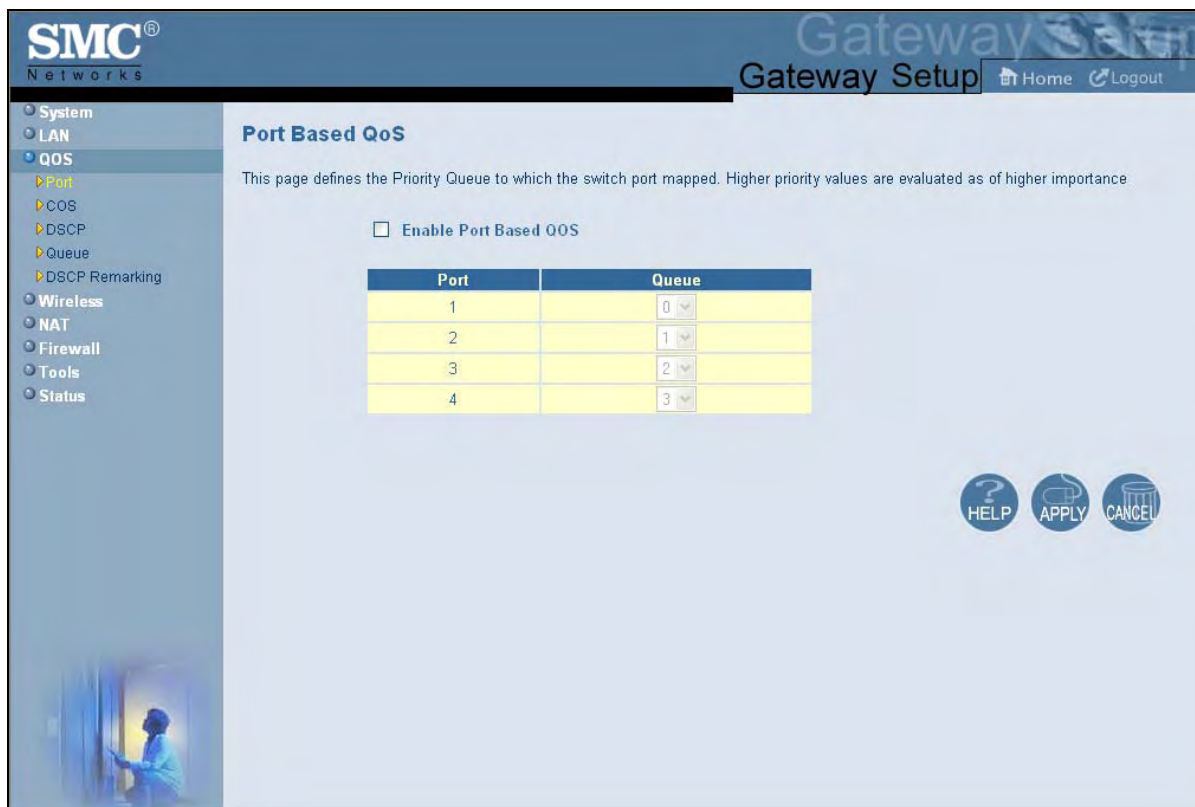 SMC®
Networks
Gateway Setup
Gateway Setup
Home
Logout
System
LAN
QOS
Port
COS
DSCP
Queue
DSCP Remarking
Wireless
NAT
Firewall
Tools
Status
Port Based QoS
This page defines the Priority Queue to which the switch port mapped. Higher priority values are evaluated as of higher importance
Enable Port Based QOS
Port Queue
1 0
2 1
3 2
4 3
HELP APPLY CANCEL